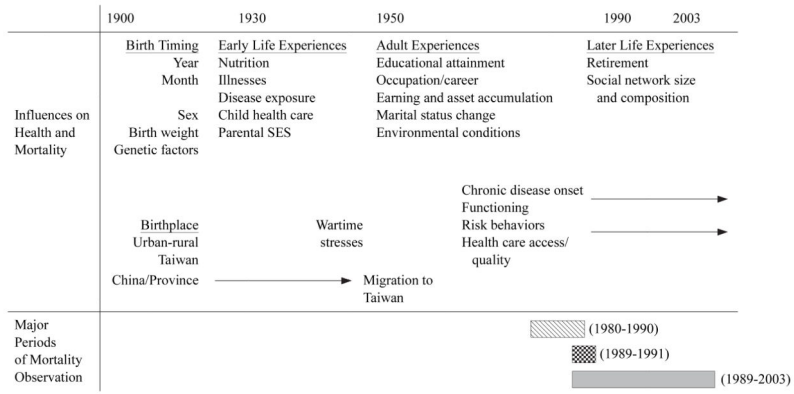 1900 1930 1950 1990 2003
Influences on
Health and
Mortality
Birth Timing
Year
Month
Sex
Birth weight
Genetic factors
Early Life Experiences
Nutrition
Illnesses
Disease exposure
Child health care
Parental SES
Adult Experiences
Educational attainment
Occupation/career
Earning and asset accumulation
Marital status change
Environmental conditions
Later Life Experiences
Retirement
Social network size
and composition
Chronic disease onset
Functioning
Risk behaviors
Health care access/
quality
Birthplace
Urban-rural
Taiwan
China/Province
Wartime
stresses
Migration to
Taiwan
Major
Periods
of Mortality
Observation
(1980-1990)
(1989-1991)
(1989-2003)